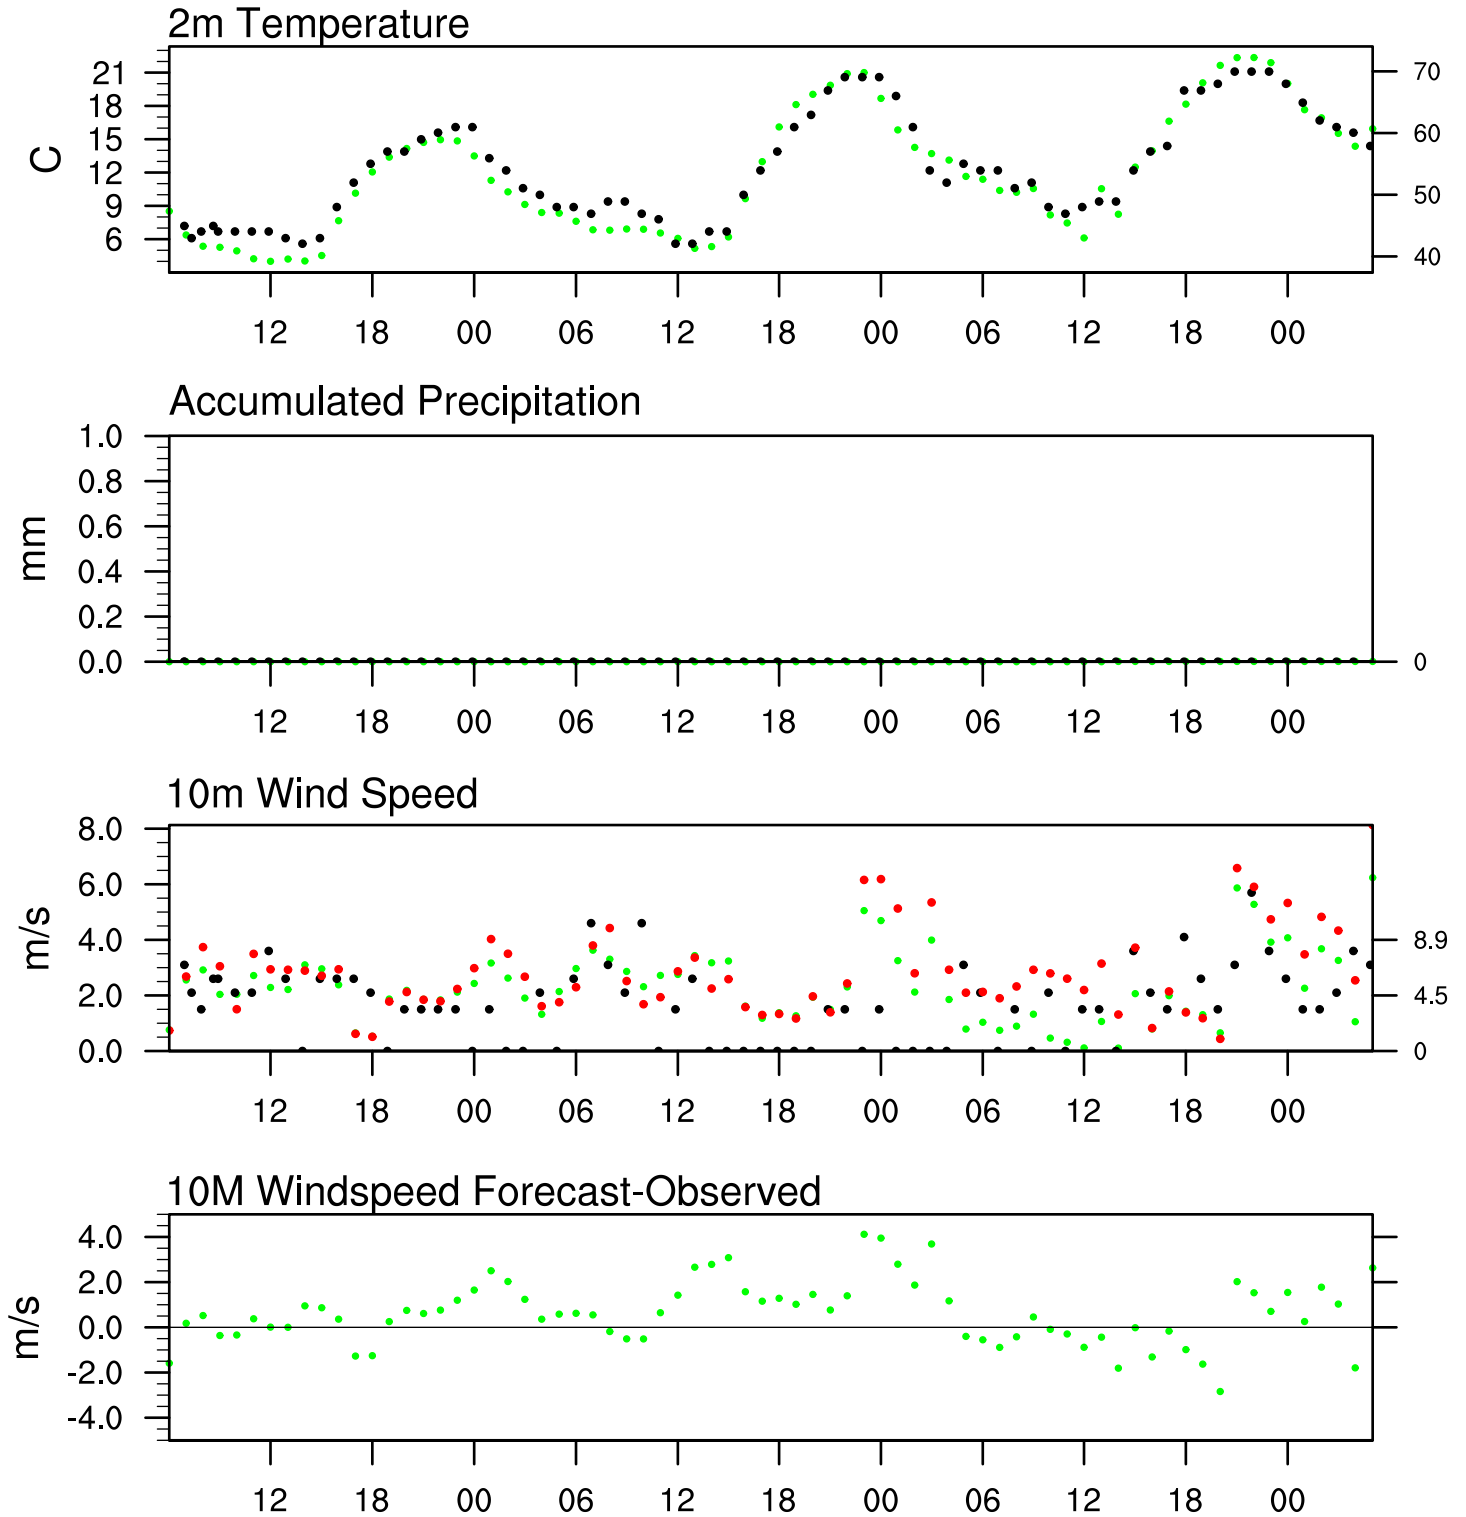 2m Temperature
21
18
15
12
9
6
C
70
60
50
40
12 18 00 06 12 18 00 06 12 18 00
Accumulated Precipitation
1.0
0.8
0.6
0.4
0.2
0.0
mm
0
12 18 00 06 12 18 00 06 12 18 00
10m Wind Speed
8.0
6.0
4.0
2.0
0.0
m/s
8.9
4.5
0
12 18 00 06 12 18 00 06 12 18 00
10M Windspeed Forecast-Observed
4.0
2.0
0.0
-2.0
-4.0
m/s
12 18 00 06 12 18 00 06 12 18 00